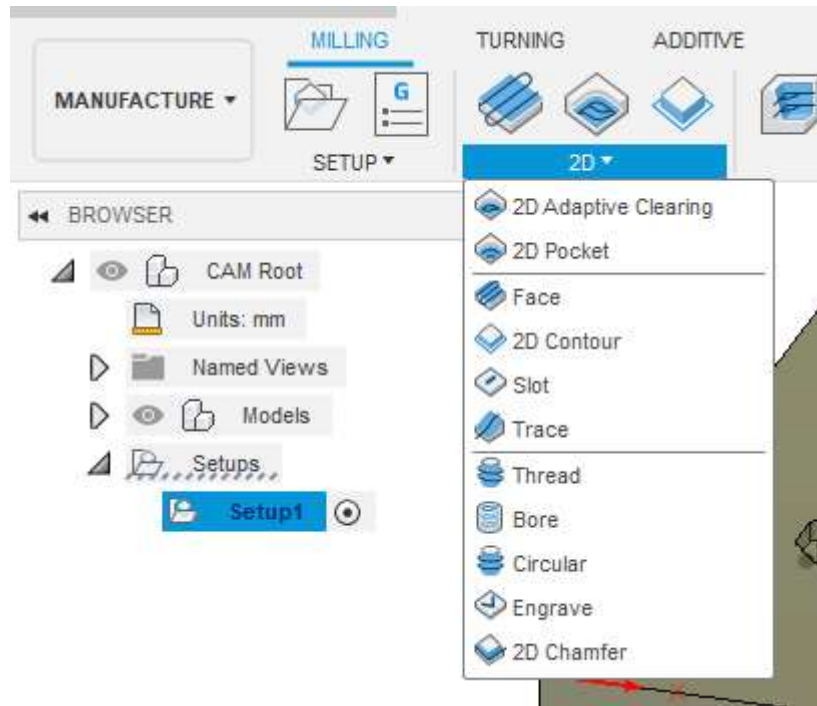 MILLING TURNING ADDITIVE
MANUFACTURE
G
SETUP 2D
BROWSER
CAM Root
Units: mm
Named Views
Models
Setups
Setup1
2D Adaptive Clearing
2D Pocket
Face
2D Contour
Slot
Trace
Thread
Bore
Circular
Engrave
2D Chamfer